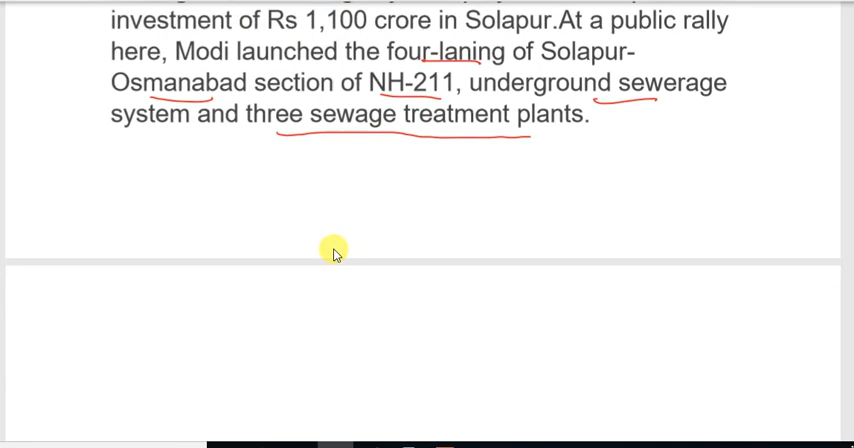 investment of Rs 1,100 crore in Solapur.At a public rally
here, Modi launched the four-laning of Solapur-
Osmanabad section of NH-211, underground sewerage
system and three sewage treatment plants.